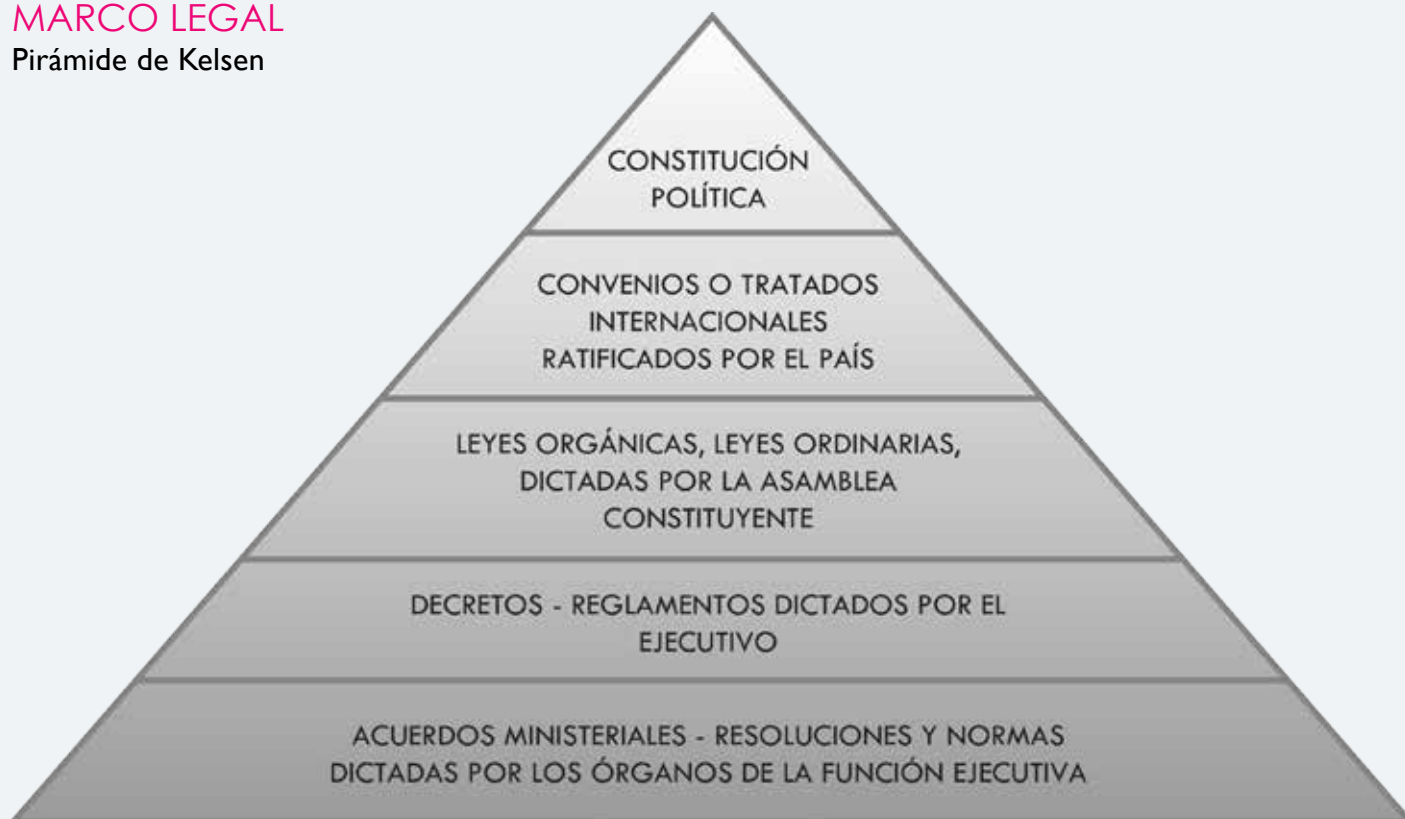 MARCO LEGAL
Pirámide de Kelsen
CONSTITUCIÓN
POLÍTICA
CONVENIOS O TRATADOS
INTERNACIONALES
RATIFICADOS POR EL PAÍS
LEYES ORGÁNICAS, LEYES ORDINARIAS,
DICTADAS POR LA ASAMBLEA
CONSTITUYENTE
DECRETOS - REGLAMENTOS DICTADOS POR EL
EJECUTIVO
ACUERDOS MINISTERIALES - RESOLUCIONES Y NORMAS
DICTADAS POR LOS ÓRGANOS DE LA FUNCIÓN EJECUTIVA